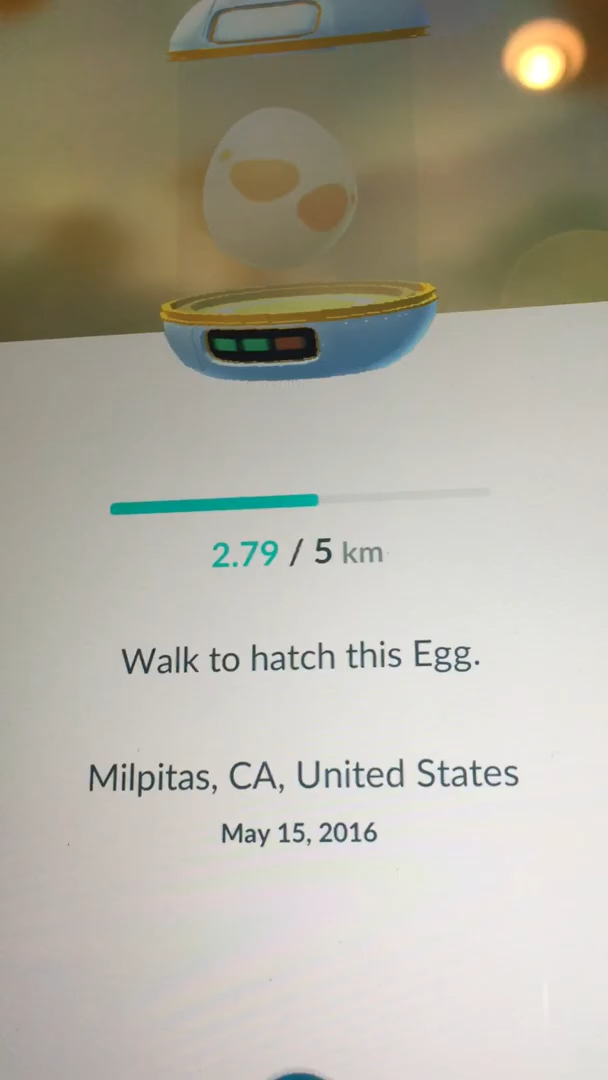 2.79 / 5 km
Walk to hatch this Egg.
Milpitas, CA, United States
May 15, 2016